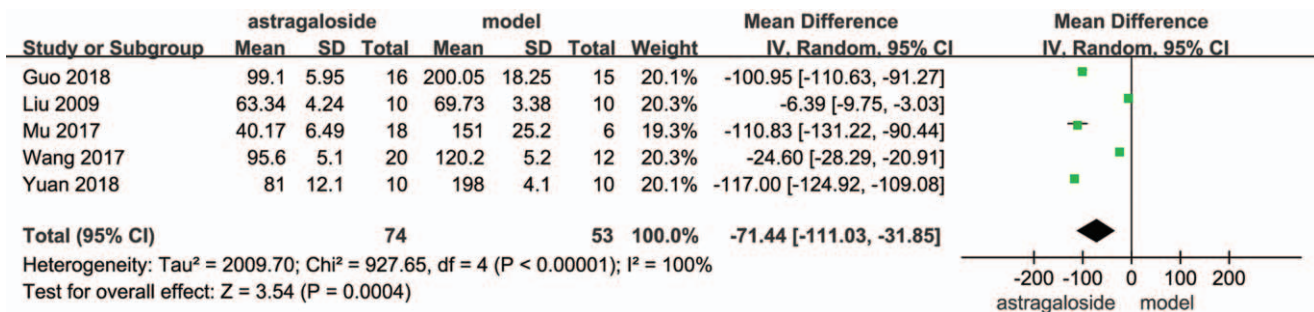 astragaloside model Mean Difference Mean Difference
Study or Subgroup Mean SD Total Mean SD Total Weight IV, Random, 95% CI IV, Random, 95% CI
Guo 2018 99.1 5.95 16 200.05 18.25 15 20.1% -100.95 [-110.63, -91.27]
Liu 2009 63.34 4.24 10 69.73 3.38 10 20.3% -6.39 [-9.75, -3.03]
Mu 2017 40.17 6.49 18 151 25.2 6 19.3% -110.83 [-131.22, -90.44]
Wang 2017 95.6 5.1 20 120.2 5.2 12 20.3% -24.60 [-28.29, -20.91]
Yuan 2018 81 12.1 10 198 4.1 10 20.1% -117.00 [-124.92, -109.08]
Total (95% CI) 74 53 100.0% -71.44 [-111.03, -31.85]
Heterogeneity: Tau² = 2009.70; Chi² = 927.65, df = 4 (P < 0.00001); I² = 100%
Test for overall effect: Z = 3.54 (P = 0.0004)
-200 -100 0 100 200
astragaloside model